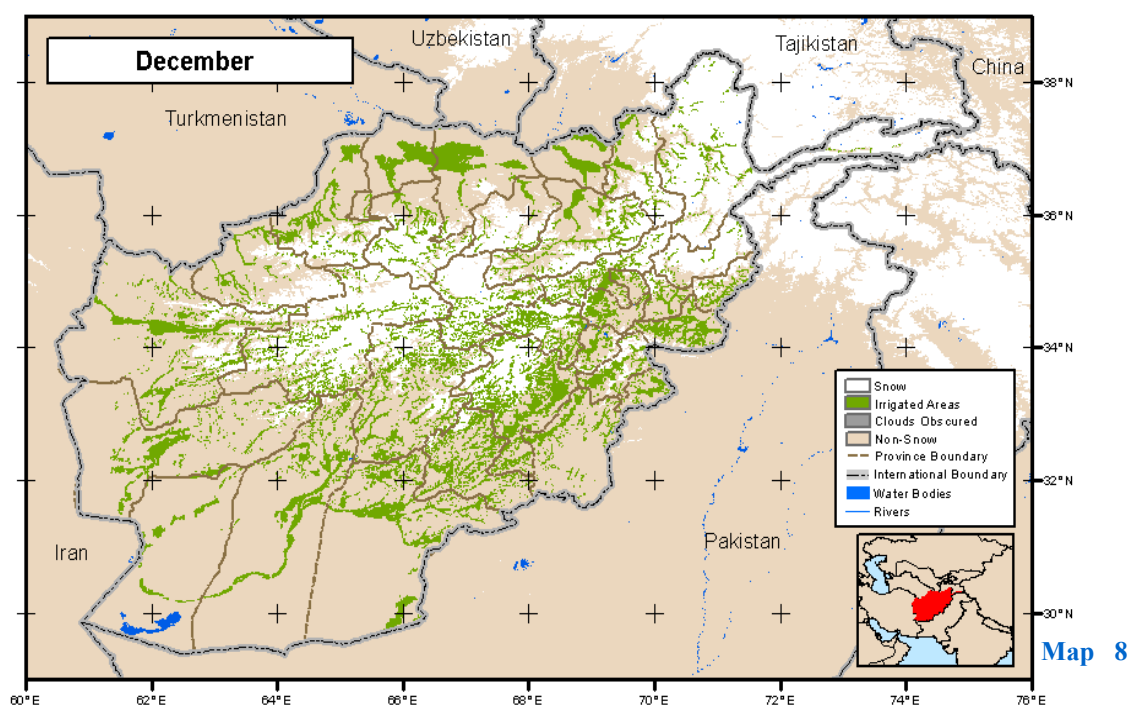 December
Uzbekistan
Tajikistan
China
Turkmenistan
38°N
36°N
34°N
Snow
Irrigated Areas
Clouds Obscured
Non-Snow
Province Boundary
International Boundary
Water Bodies
Rivers
32°N
Iran
Pakistan
30°N
Map 8
60°E
62°E
64°E
66°E
68°E
70°E
72°E
74°E
76°E